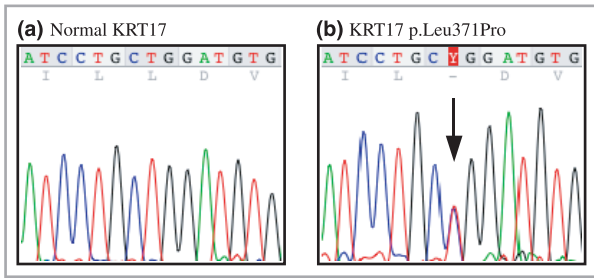 (a) Normal KRT17
ATCCTGCTGGATGTG
I L L D V
(b) KRT17 p.Leu371Pro
ATCCTGCYGGATGTG
I L – D V